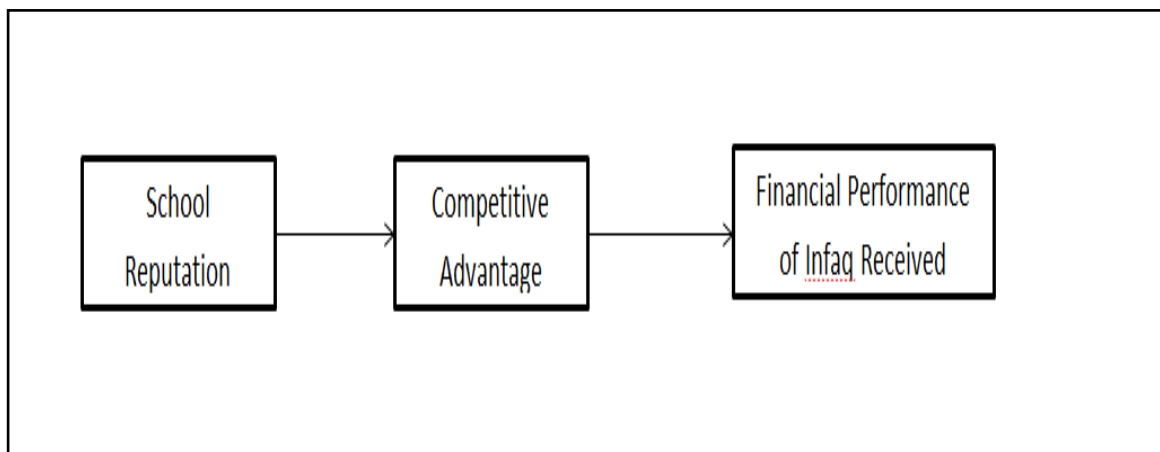 School
Reputation
Competitive
Advantage
Financial Performance
of Infaq Received